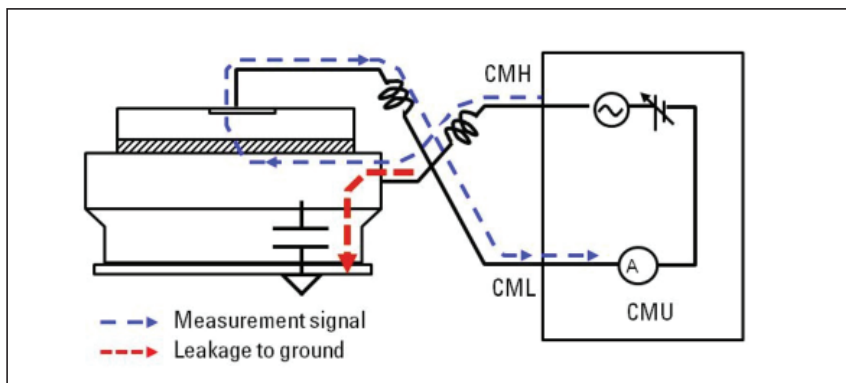 CMH
A
CML
CMU
Measurement signal
Leakage to ground